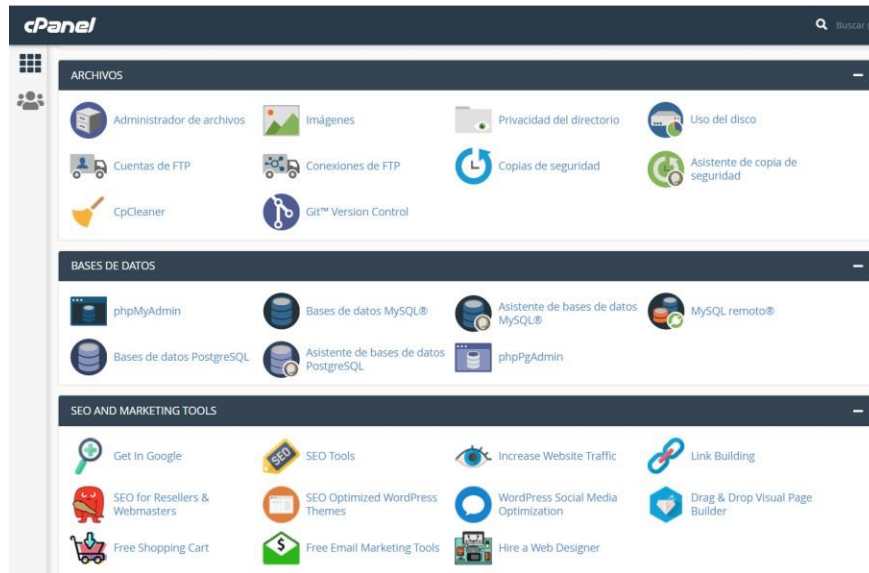 cPanel
Buscar
ARCHIVOS
Administrador de archivos
Imágenes
Privacidad del directorio
Uso del disco
Cuentas de FTP
Conexiones de FTP
Copias de seguridad
Asistente de copia de
seguridad
CpCleaner
Git™ Version Control
BASES DE DATOS
phpMyAdmin
Bases de datos MySQL®
Asistente de bases de datos
MySQL®
MySQL remoto®
Bases de datos PostgreSQL
Asistente de bases de datos
PostgreSQL
phpPgAdmin
SEO AND MARKETING TOOLS
Get In Google
SEO
SEO Tools
Increase Website Traffic
Link Building
SEO for Resellers &
Webmasters
SEO Optimized WordPress
Themes
WordPress Social Media
Optimization
Drag & Drop Visual Page
Builder
Free Shopping Cart
$
Free Email Marketing Tools
Hire a Web Designer